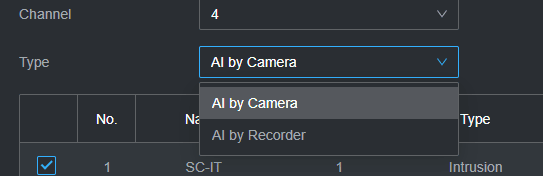 Channel 4
Type AI by Camera
AI by Camera
No. Na Type
AI by Recorder
1 SC-IT 1 Intrusion